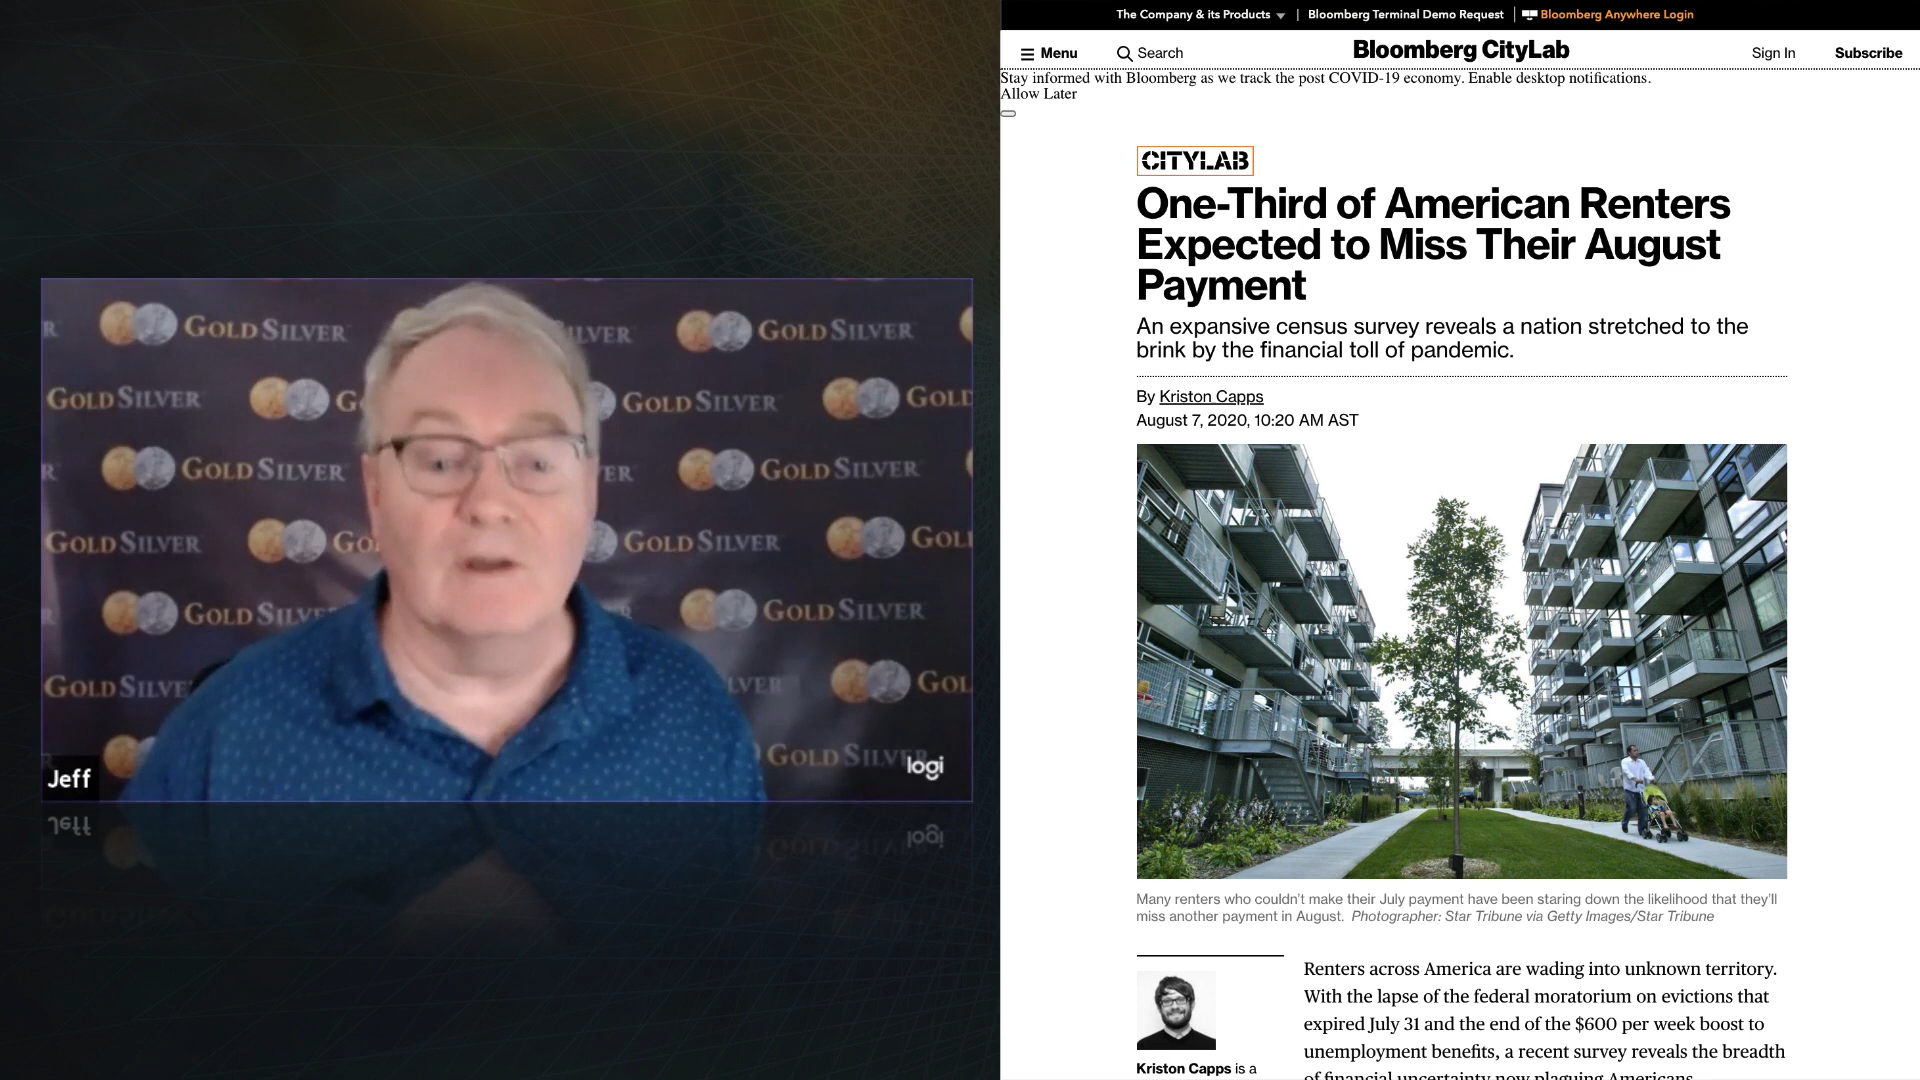 GOLD SILVER
GOLD SILVER
GOLD SILVER
GOLD SILVER
GOLD SILVER
GOLD SILVER
GOLD SILVER
GOLD SILVER
GOLD SILVER
GOLD SILVER
Jeff
logi
The Company & its Products
Bloomberg Terminal Demo Request
Bloomberg Anywhere Login
Menu
Search
Bloomberg CityLab
Sign In
Subscribe
Stay informed with Bloomberg as we track the post COVID-19 economy. Enable desktop notifications.
Allow Later
CITYLAB
One-Third of American Renters
Expected to Miss Their August
Payment
An expansive census survey reveals a nation stretched to the
brink by the financial toll of pandemic.
By Kriston Capps
August 7, 2020, 10:20 AM AST
Many renters who couldn't make their July payment have been staring down the likelihood that they'll
miss another payment in August. Photographer: Star Tribune via Getty Images/Star Tribune
Kriston Capps is a
Renters across America are wading into unknown territory.
With the lapse of the federal moratorium on evictions that
expired July 31 and the end of the $600 per week boost to
unemployment benefits, a recent survey reveals the breadth
of financial uncertainty now plaguing Americans.